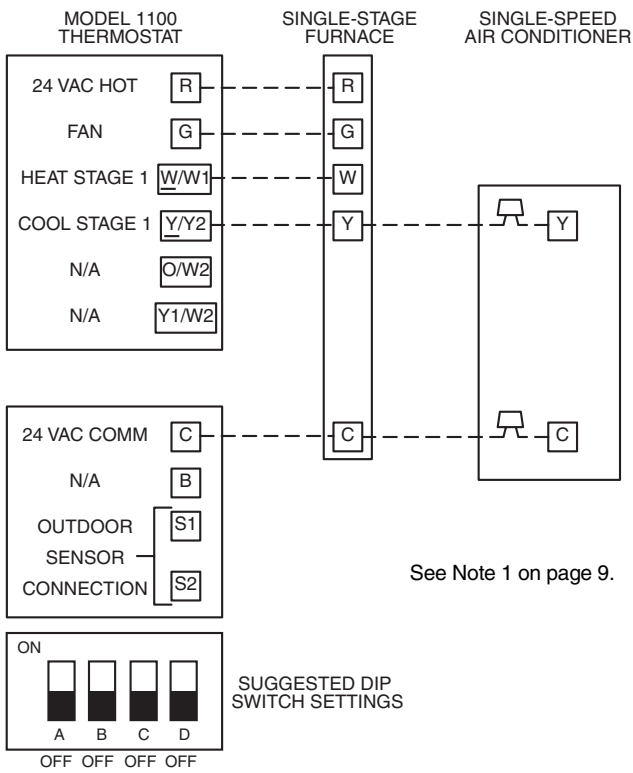 MODEL 1100
THERMOSTAT
SINGLE-STAGE
FURNACE
SINGLE-SPEED
AIR CONDITIONER
24 VAC HOT R R
FAN G G
HEAT STAGE 1 W/W1 W
COOL STAGE 1 Y/Y2 Y Y
N/A O/W2
N/A Y1/W2
24 VAC COMM C C C
N/A B
OUTDOOR S1
SENSOR
CONNECTION S2
See Note 1 on page 9.
ON
A B C D
OFF OFF OFF OFF
SUGGESTED DIP
SWITCH SETTINGS